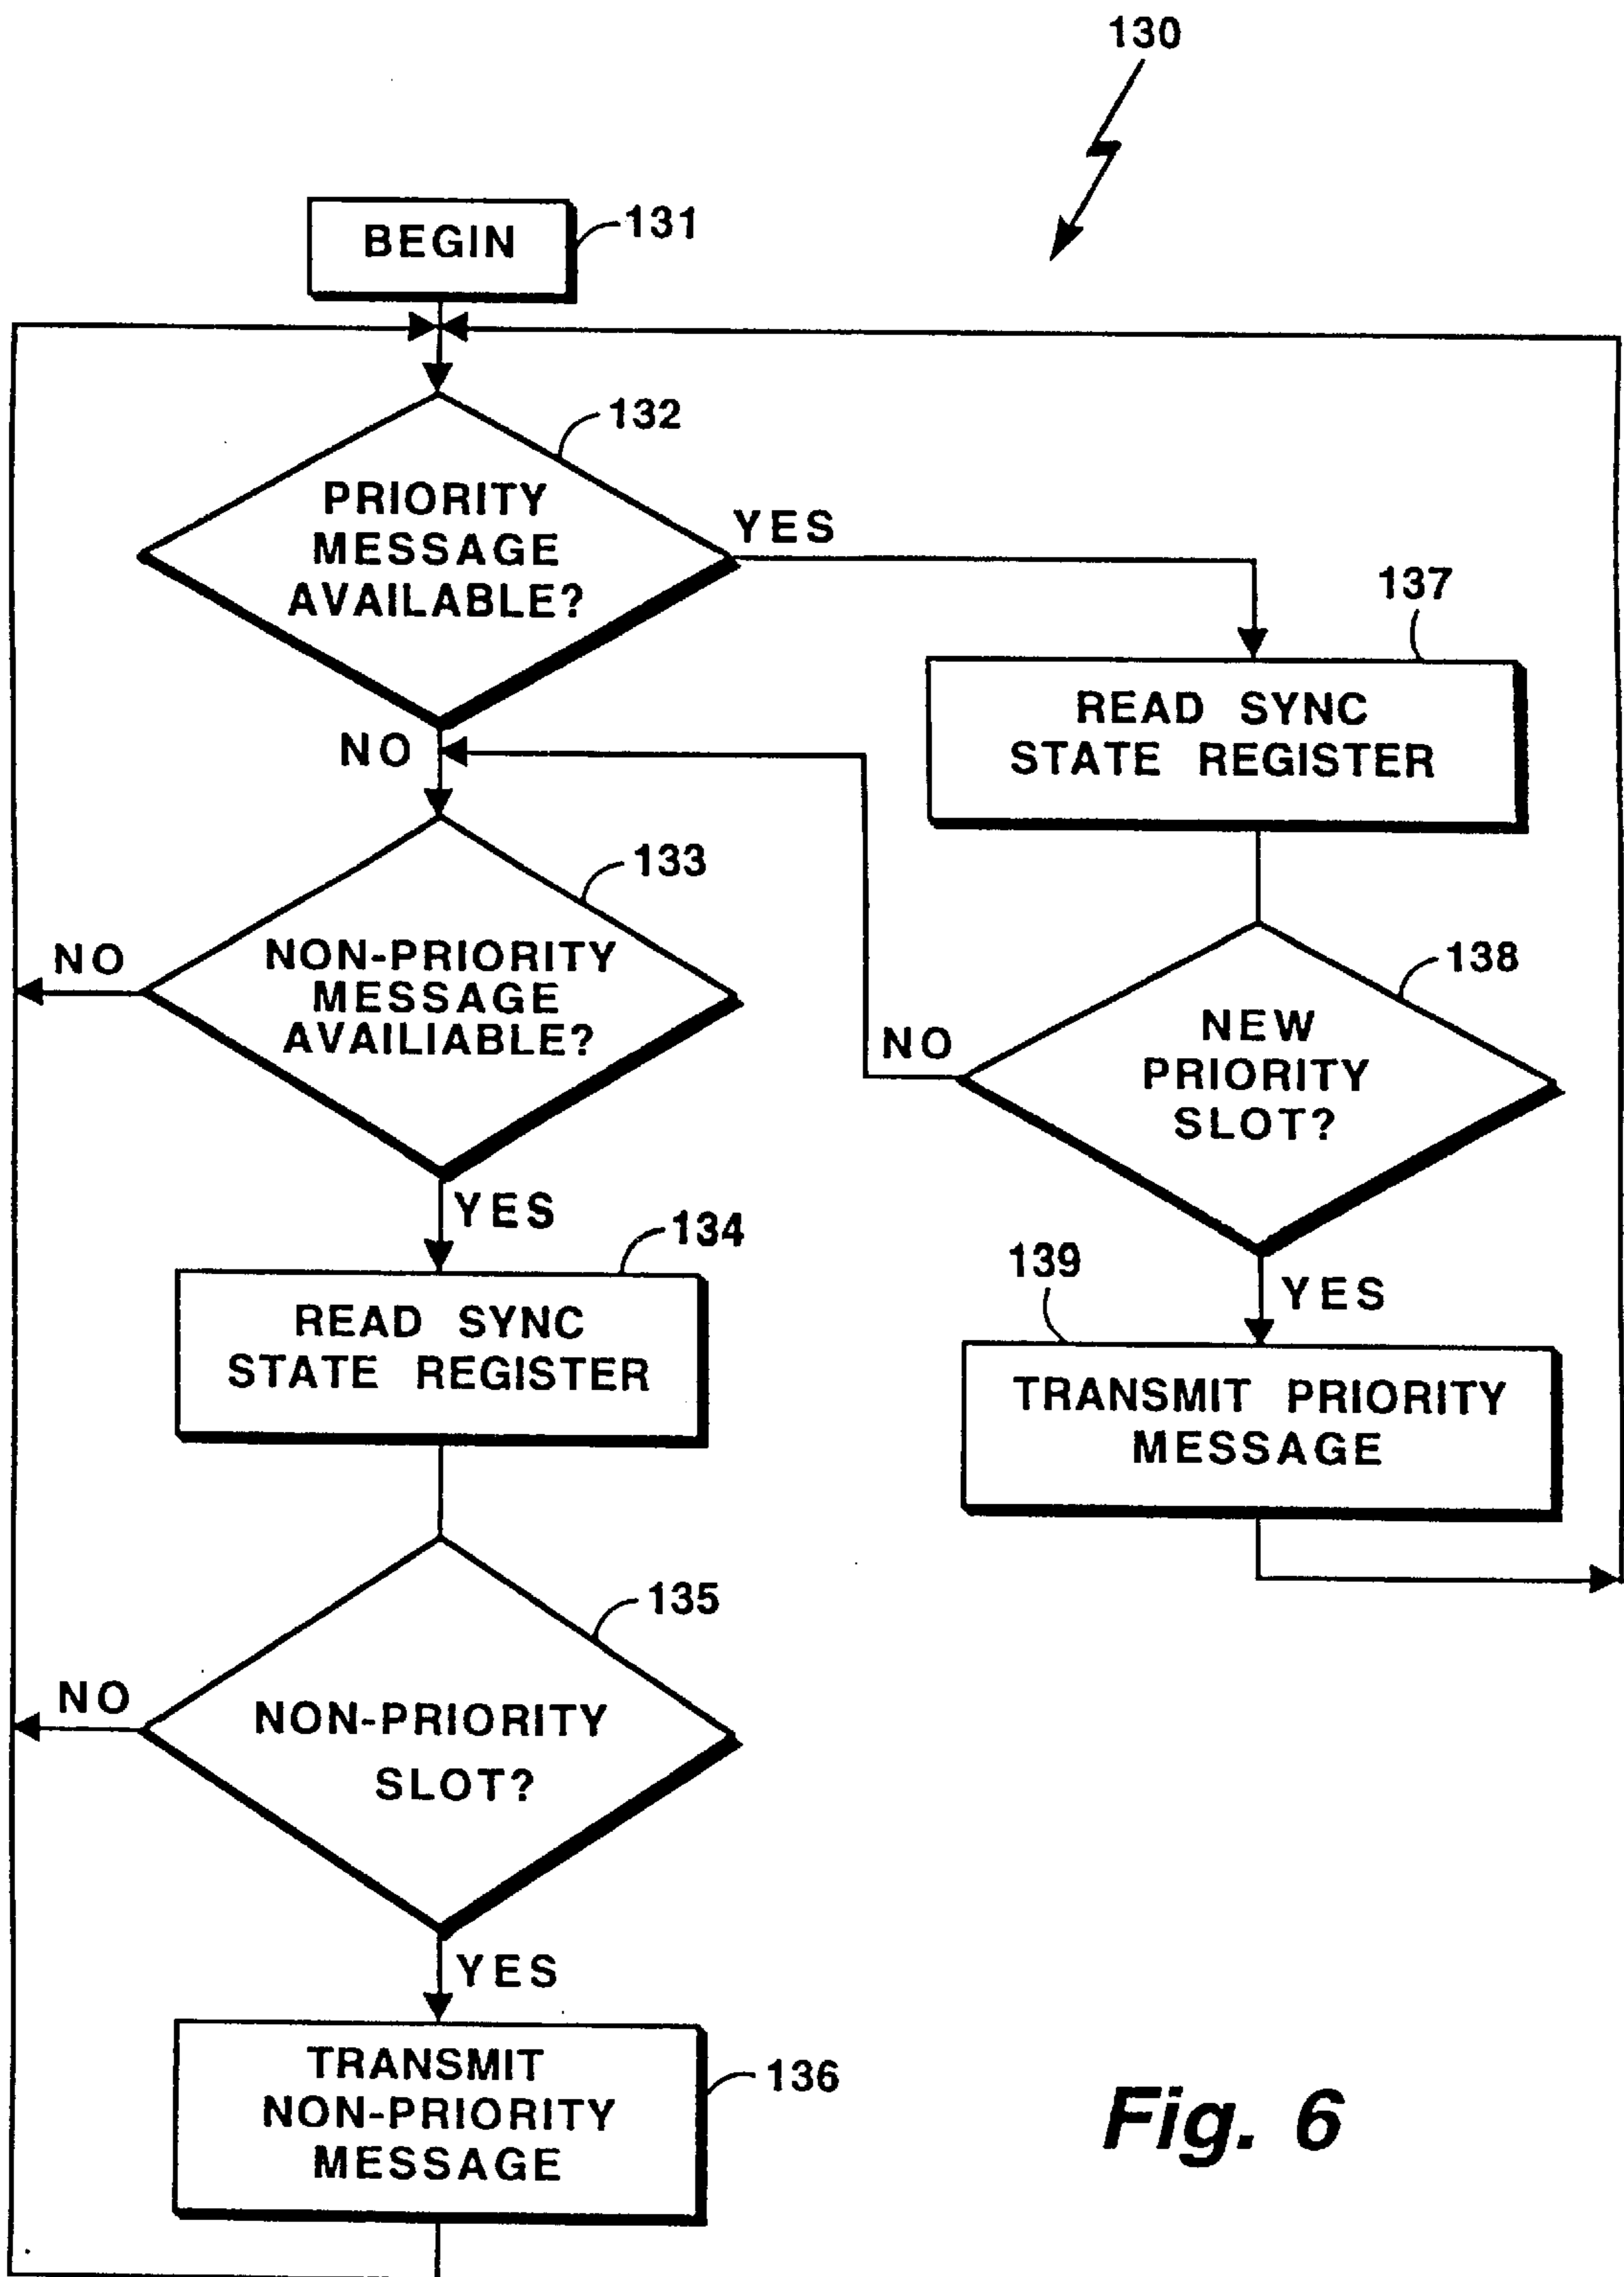 130
BEGIN
131
132
PRIORITY
MESSAGE
AVAILABLE?
YES
NO
137
READ SYNC
STATE REGISTER
133
NON-PRIORITY
MESSAGE
AVAILIABLE?
NO
YES
138
NEW
PRIORITY
SLOT?
NO
YES
134
READ SYNC
STATE REGISTER
139
TRANSMIT PRIORITY
MESSAGE
135
NON-PRIORITY
SLOT?
NO
YES
TRANSMIT
NON-PRIORITY
MESSAGE
136
Fig. 6